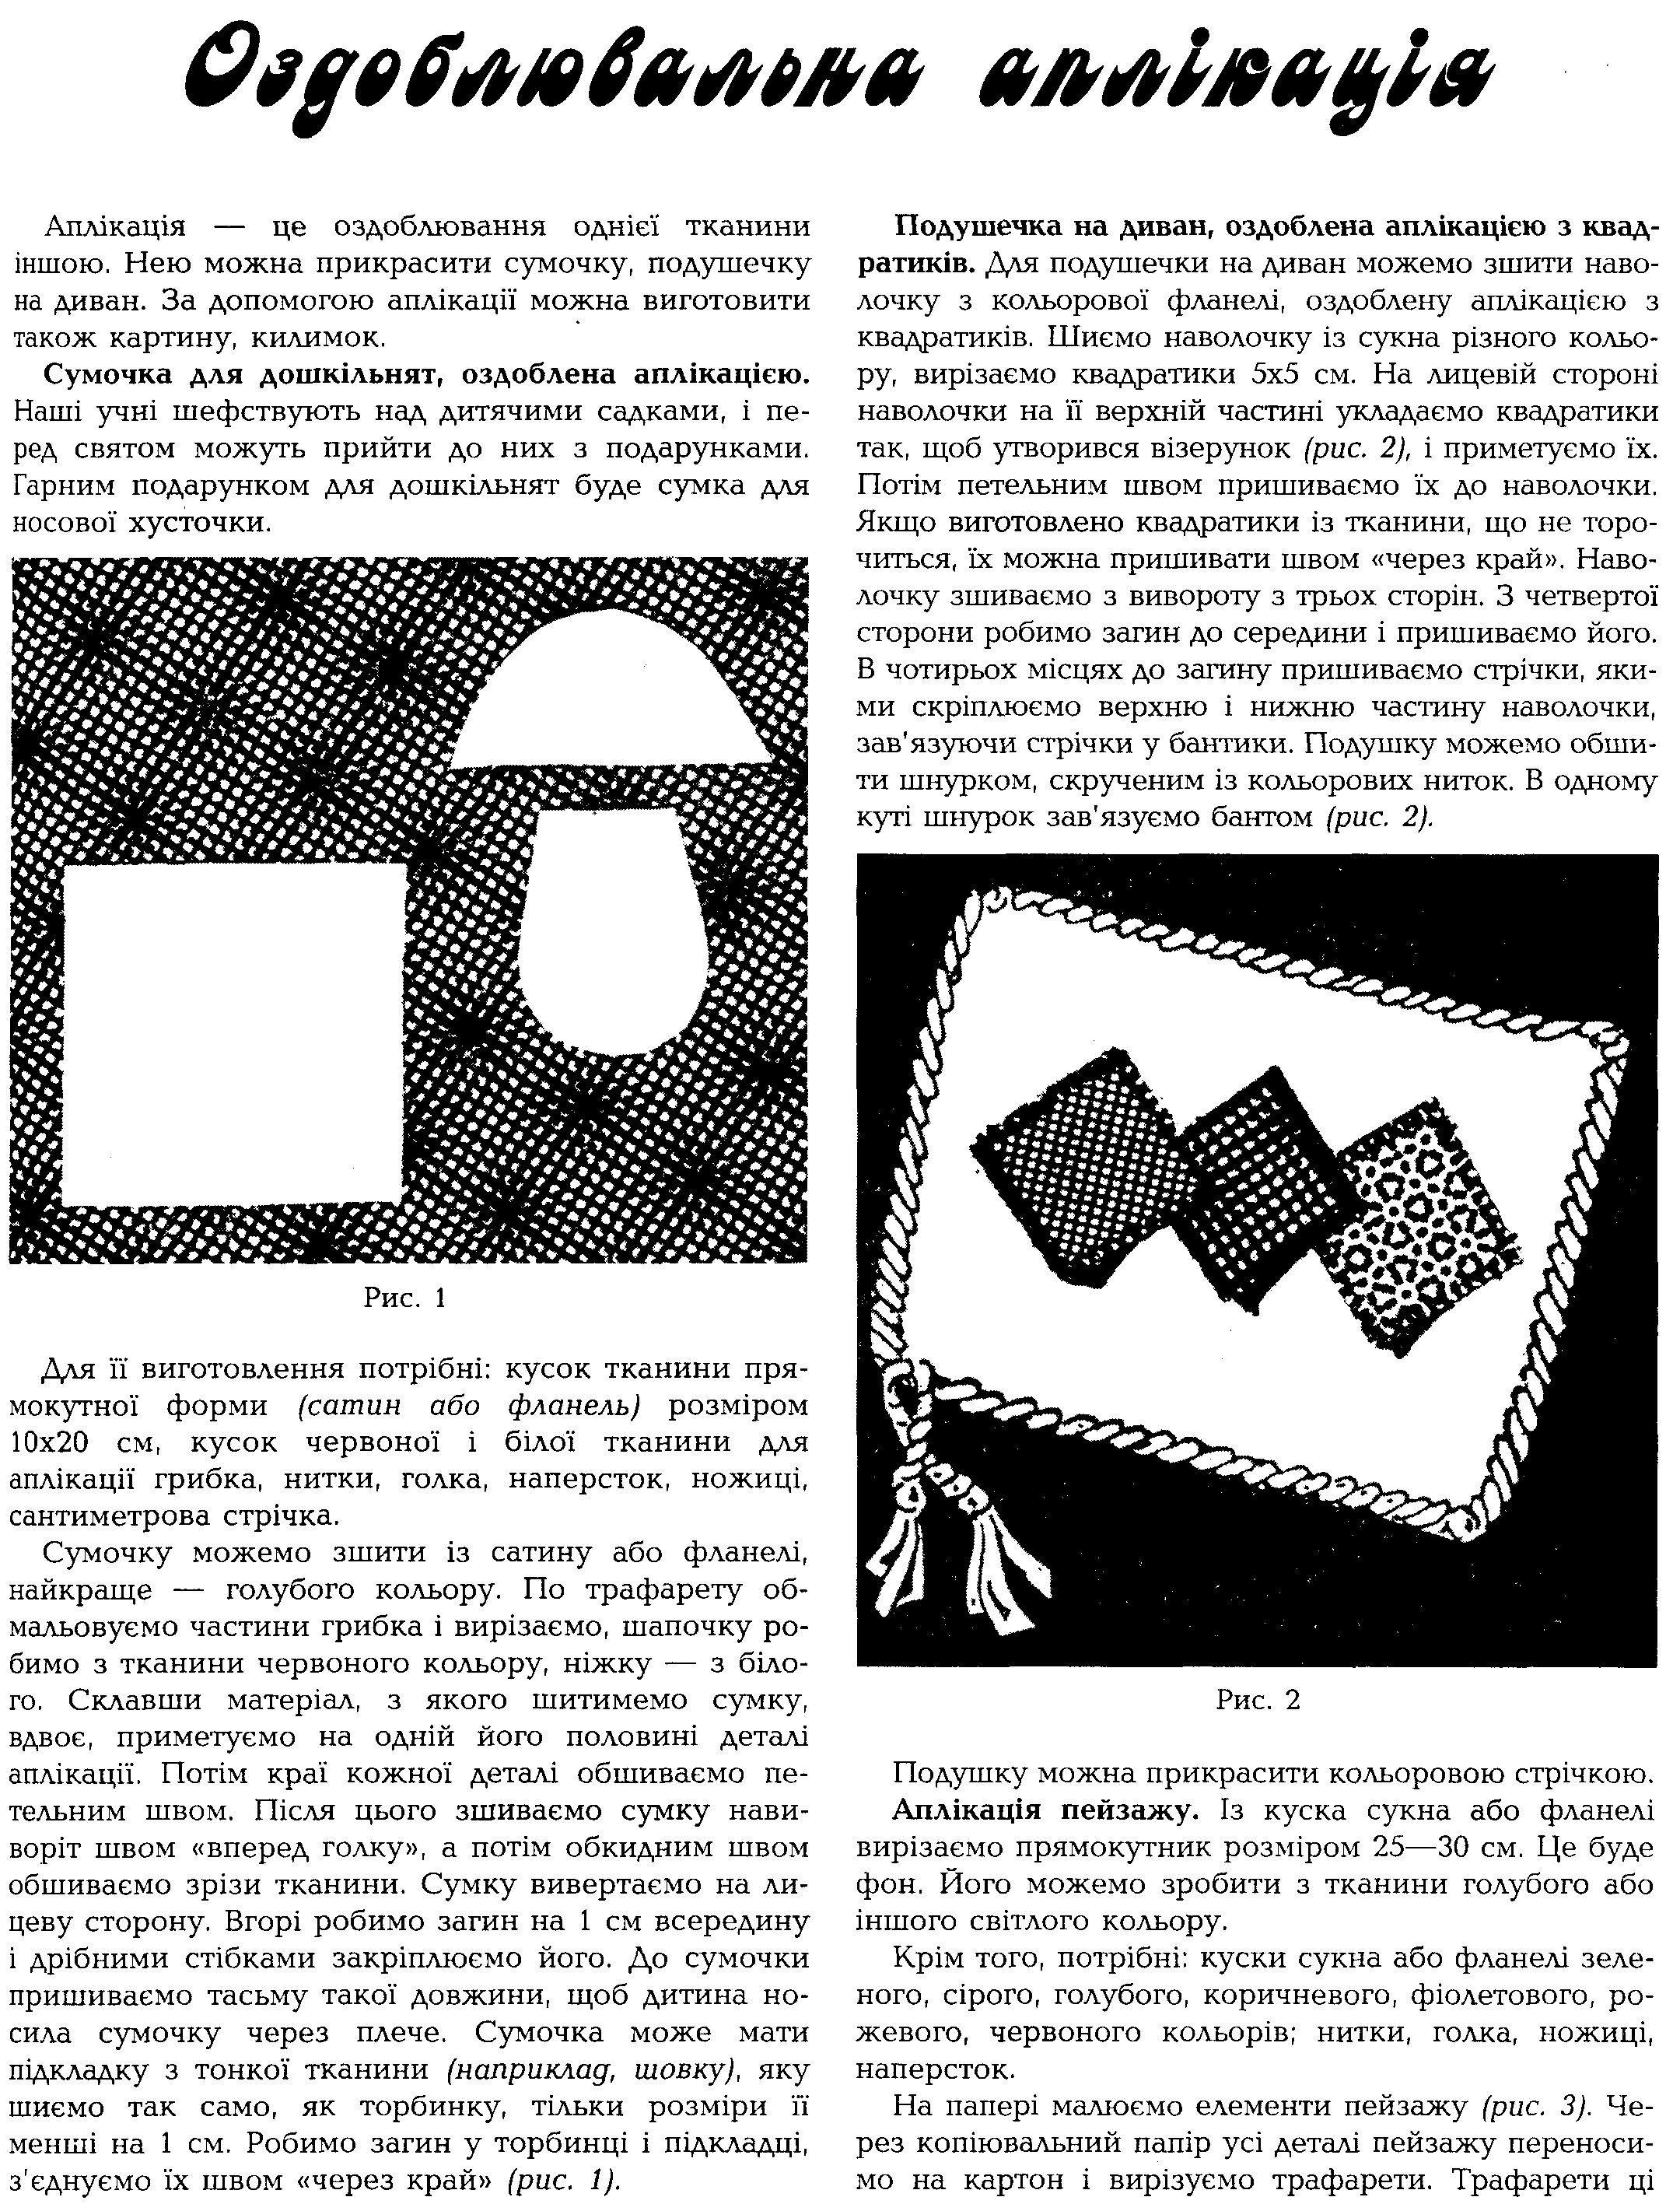 Оздоблювальна аплікація
Аплікація — це оздоблювання однієї тканини
іншою. Нею можна прикрасити сумочку, подушечку
на диван. За допомогою аплікації можна виготовити
також картину, килимок.
Сумочка для дошкільнят, оздоблена аплікацією.
Наші учні шефствують над дитячими садками, і пе-
ред святом можуть прийти до них з подарунками.
Гарним подарунком для дошкільнят буде сумка для
носової хусточки.
Рис. 1
Для її виготовлення потрібні: кусок тканини пря-
мокутної форми (сатин або фланель) розміром
10х20 см, кусок червоної і білої тканини для
аплікації грибка, нитки, голка, наперсток, ножиці,
сантиметрова стрічка.
Сумочку можемо зшити із сатину або фланелі,
найкраще — голубого кольору. По трафарету об-
мальовуємо частини грибка і вирізаємо, шапочку ро-
бимо з тканини червоного кольору, ніжку — з біло-
го. Склавши матеріал, з якого шитимемо сумку,
вдвоє, приметуємо на одній його половині деталі
аплікації. Потім краї кожної деталі обшиваємо пе-
тельним швом. Після цього зшиваємо сумку нави-
воріт швом «вперед голку», а потім обкидним швом
обшиваємо зрізи тканини. Сумку вивертаємо на ли-
цеву сторону. Вгорі робимо загин на 1 см всередину
і дрібними стібками закріплюємо його. До сумочки
пришиваємо тасьму такої довжини, щоб дитина но-
сила сумочку через плече. Сумочка може мати
підкладку з тонкої тканини (наприклад, шовку), яку
шиємо так само, як торбинку, тільки розміри її
менші на 1 см. Робимо загин у торбинці і підкладці,
з'єднуємо їх швом «через край» (рис. 1).
Подушечка на диван, оздоблена аплікацією з квад-
ратиків. Для подушечки на диван можемо зшити наво-
лочку з кольорової фланелі, оздоблену аплікацією з
квадратиків. Шиємо наволочку із сукна різного кольо-
ру, вирізаємо квадратики 5х5 см. На лицевій стороні
наволочки на її верхній частині укладаємо квадратики
так, щоб утворився візерунок (рис. 2), і приметуємо їх.
Потім петельним швом пришиваємо їх до наволочки.
Якщо виготовлено квадратики із тканини, що не торо-
читься, їх можна пришивати швом «через край». Наво-
лочку зшиваємо з вивороту з трьох сторін. З четвертої
сторони робимо загин до середини і пришиваємо його.
В чотирьох місцях до загину пришиваємо стрічки, яки-
ми скріплюємо верхню і нижню частину наволочки,
зав'язуючи стрічки у бантики. Подушку можемо обши-
ти шнурком, скрученим із кольорових ниток. В одному
куті шнурок зав'язуємо бантом (рис. 2).
Рис. 2
Подушку можна прикрасити кольоровою стрічкою.
Аплікація пейзажу. Із куска сукна або фланелі
вирізаємо прямокутник розміром 25—30 см. Це буде
фон. Його можемо зробити з тканини голубого або
іншого світлого кольору.
Крім того, потрібні: куски сукна або фланелі зеле-
ного, сірого, голубого, коричневого, фіолетового, ро-
жевого, червоного кольорів; нитки, голка, ножиці,
наперсток.
На папері малюємо елементи пейзажу (рис. 3). Че-
рез копіювальний папір усі деталі пейзажу переноси-
мо на картон і вирізуємо трафарети. Трафарети ці